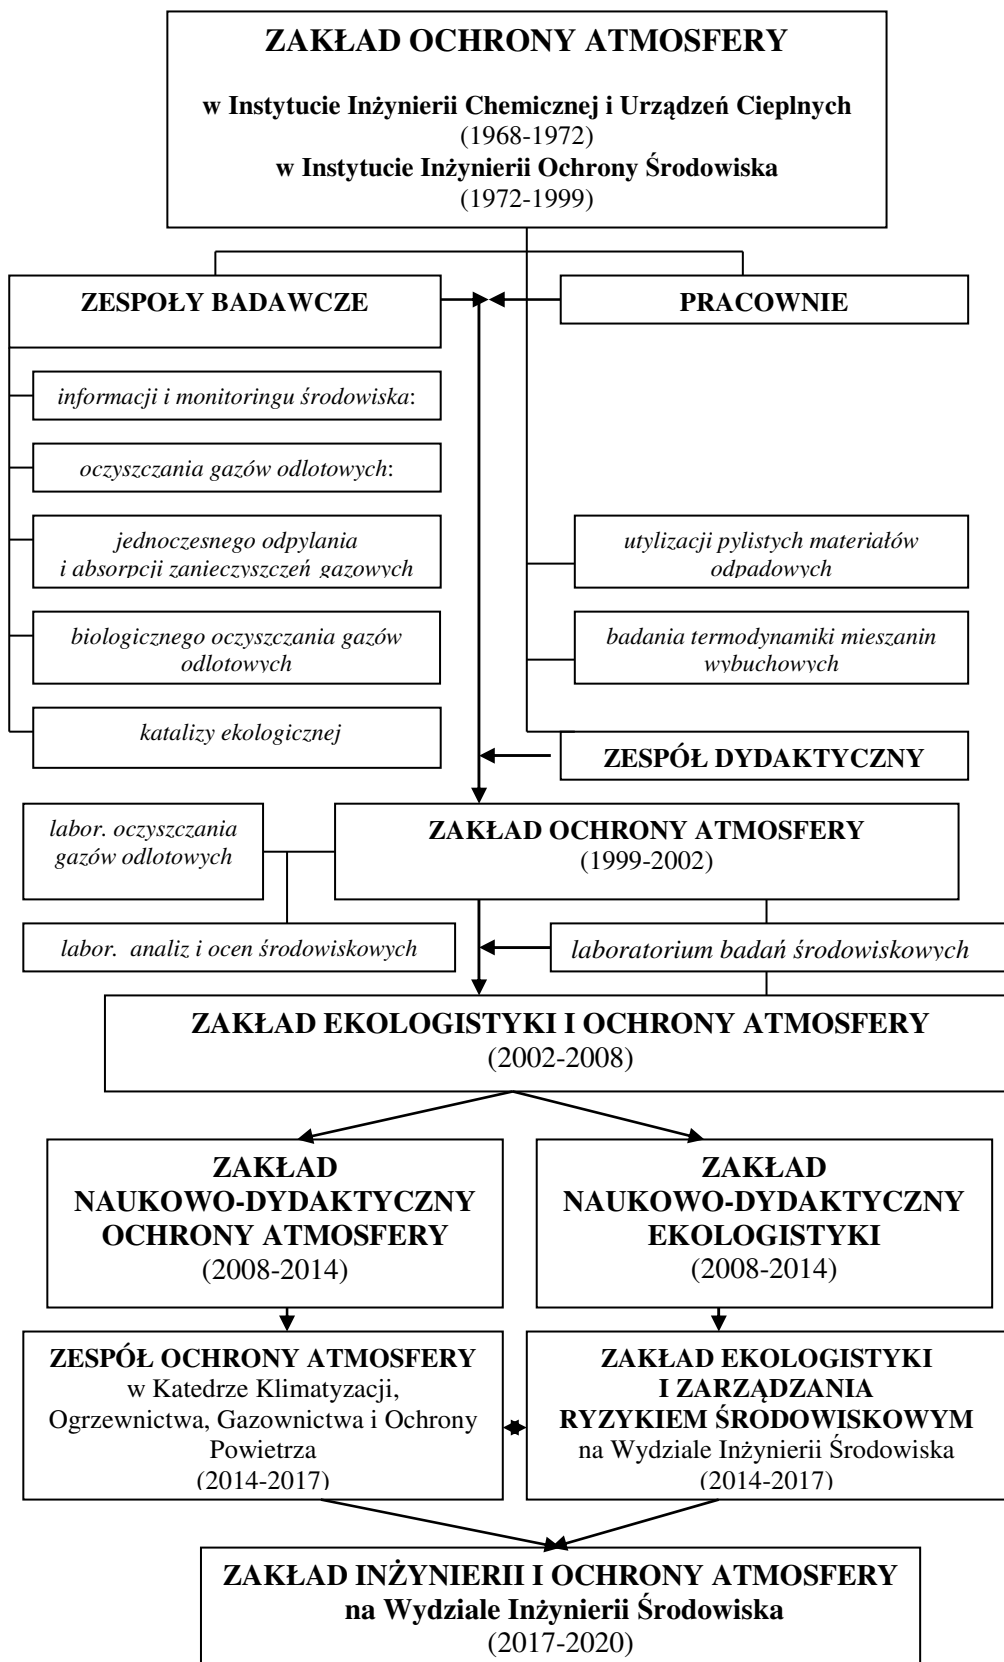 ZAKŁAD OCHRONY ATMOSFERY
w Instytucie Inżynierii Chemicznej i Urządzeń Cieplnych
(1968-1972)
w Instytucie Inżynierii Ochrony Środowiska
(1972-1999)
ZESPOŁY BADAWCZE
PRACOWNIE
informacji i monitoringu środowiska:
oczyszczania gazów odlotowych:
jednoczesnego odpylania
i absorpcji zanieczyszczeń gazowych
utylizacji pylistych materiałów
odpadowych
biologicznego oczyszczania gazów
odlotowych
badania termodynamiki mieszanin
wybuchowych
katalizy ekologicznej
ZESPÓŁ DYDAKTYCZNY
labor. oczyszczania
gazów odlotowych
ZAKŁAD OCHRONY ATMOSFERY
(1999-2002)
labor. analiz i ocen środowiskowych
laboratorium badań środowiskowych
ZAKŁAD EKOLOGISTYKI I OCHRONY ATMOSFERY
(2002-2008)
ZAKŁAD
NAUKOWO-DYDAKTYCZNY
OCHRONY ATMOSFERY
(2008-2014)
ZAKŁAD
NAUKOWO-DYDAKTYCZNY
EKOLOGISTYKI
(2008-2014)
ZESPÓŁ OCHRONY ATMOSFERY
w Katedrze Klimatyzacji,
Ogrzewnictwa, Gazownictwa i Ochrony
Powietrza
(2014-2017)
ZAKŁAD EKOLOGISTYKI
I ZARZĄDZANIA
RYZYKIEM ŚRODOWISKOWYM
na Wydziale Inżynierii Środowiska
(2014-2017)
ZAKŁAD INŻYNIERII I OCHRONY ATMOSFERY
na Wydziale Inżynierii Środowiska
(2017-2020)